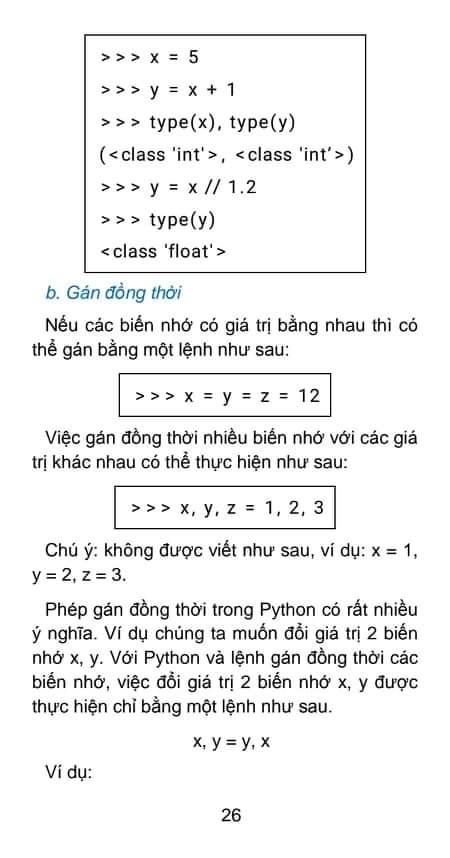 >>> x = 5
>>> y = x + 1
>>> type(x), type(y)
(<class 'int'>, <class 'int'>)
>>> y = x // 1.2
>>> type(y)
<class 'float'>
b. Gán đồng thời
Nếu các biến nhớ có giá trị bằng nhau thì có
thể gán bằng một lệnh như sau:
>>> x = y = z = 12
Việc gán đồng thời nhiều biến nhớ với các giá
trị khác nhau có thể thực hiện như sau:
>>> x, y, z = 1, 2, 3
Chú ý: không được viết như sau, ví dụ: x = 1,
y = 2, z = 3.
Phép gán đồng thời trong Python có rất nhiều
ý nghĩa. Ví dụ chúng ta muốn đổi giá trị 2 biến
nhớ x, y. Với Python và lệnh gán đồng thời các
biến nhớ, việc đổi giá trị 2 biến nhớ x, y được
thực hiện chỉ bằng một lệnh như sau.
x, y = y, x
Ví dụ:
26